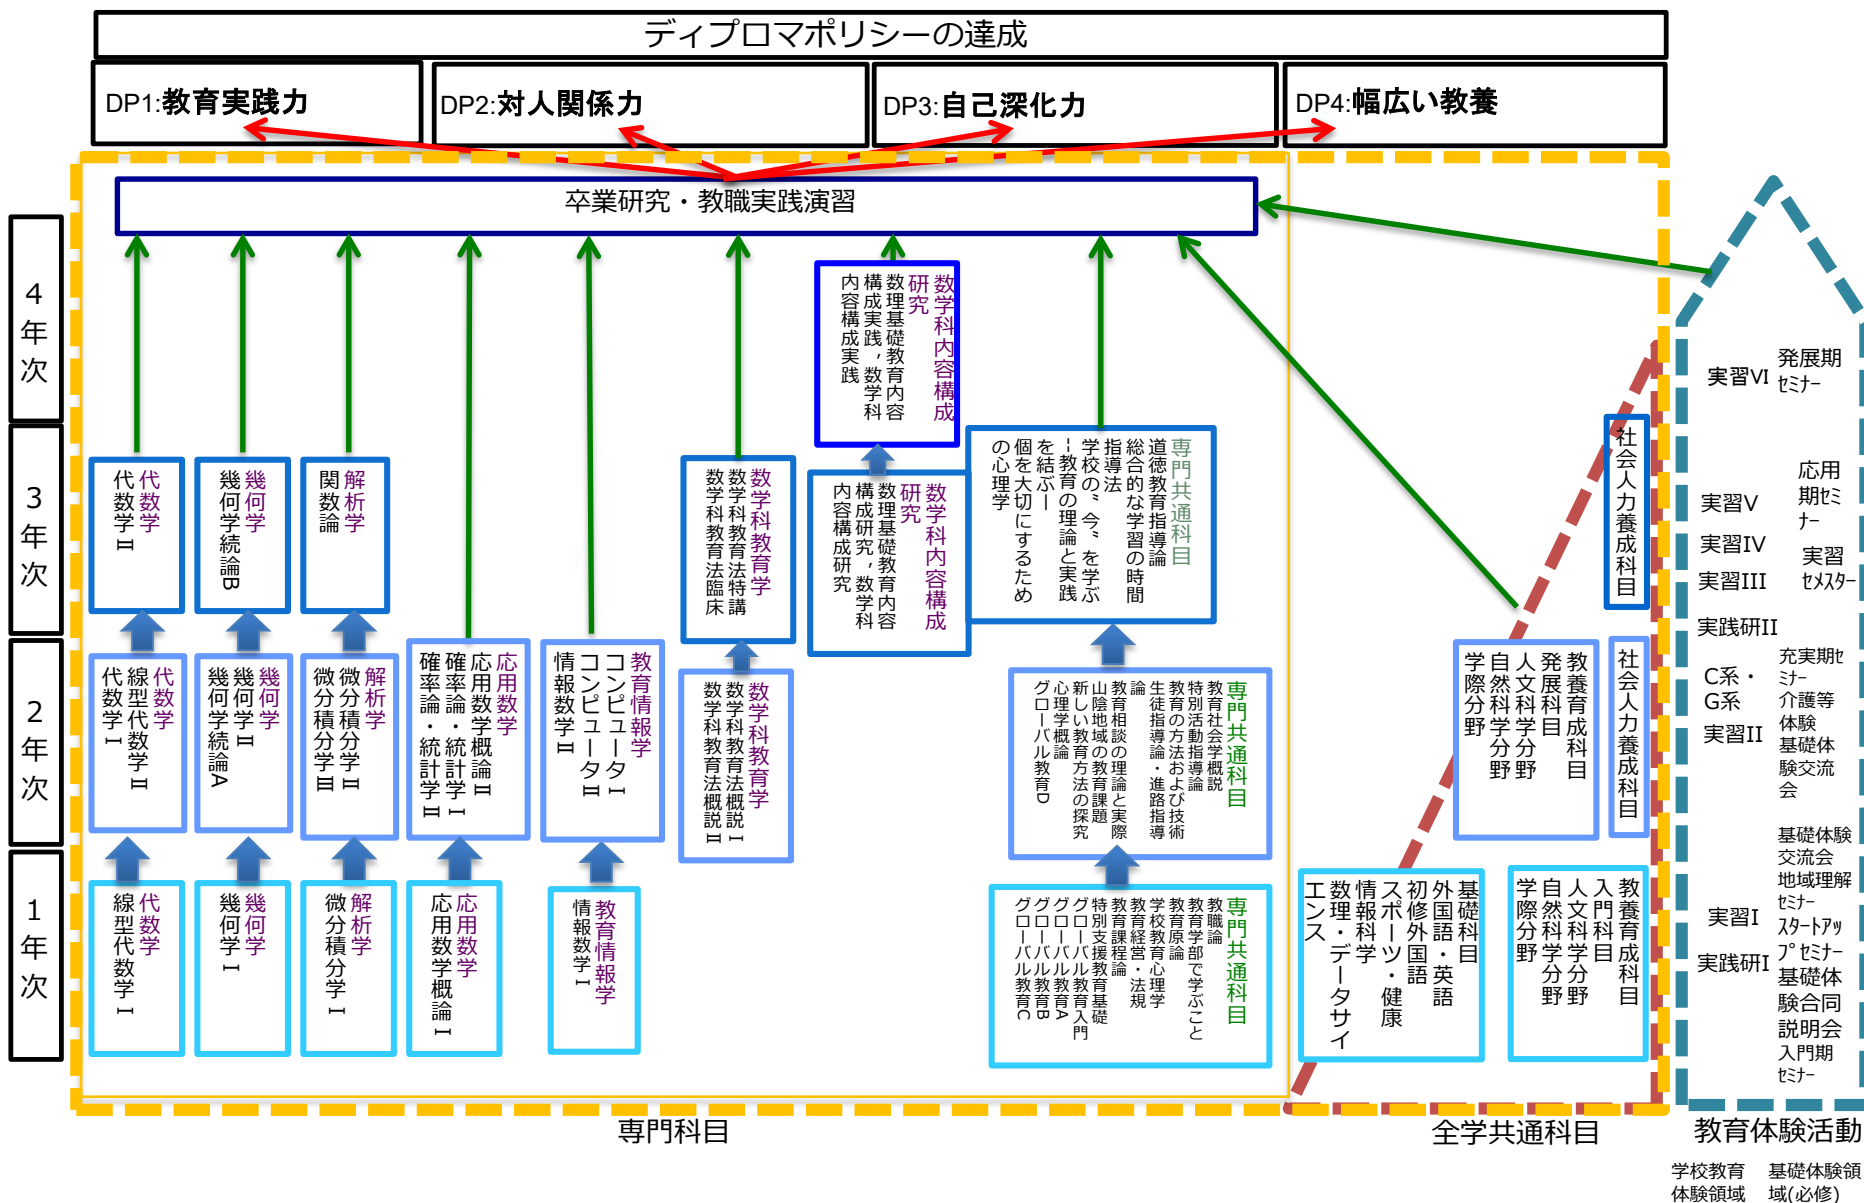 ディプロマポリシーの達成
DP1:教育実践力
DP2:対人関係力
DP3:自己深化力
DP4:幅広い教養
卒業研究・教職実践演習
4年次
数学科内容構成
研究
数理基礎教育内容
構成実践,数学科
内容構成実践
3年次
代数学
代数学Ⅱ
幾何学
幾何学続論B
解析学
関数論
数学科教育学
数学科教育法特講
数学科教育法臨床
数学科内容構成
研究
数理基礎教育内容
構成研究,数学科
内容構成研究
専門共通科目
道徳教育指導論
総合的な学習の時間
指導法
学校の〝今〟を学ぶ
ー教育の理論と実践
を結ぶー
個を大切にするため
の心理学
社会人力養成科目
2年次
代数学
線型代数学Ⅱ
代数学Ⅰ
幾何学
幾何学Ⅱ
幾何学続論A
解析学
微分積分学Ⅱ
微分積分学Ⅲ
応用数学
応用数学概論Ⅱ
確率論・統計学Ⅰ
確率論・統計学Ⅱ
教育情報学
コンピュータⅠ
コンピュータⅡ
情報数学Ⅱ
数学科教育学
数学科教育法概説Ⅰ
数学科教育法概説Ⅱ
専門共通科目
教育社会学概説
特別活動指導論
教育の方法および技術
生徒指導論・進路指導
論
教育相談の理論と実際
山陰地域の教育課題
新しい教育方法の探究
心理学概論
グローバル教育D
教養育成科目
発展科目
人文科学分野
自然科学分野
学際分野
社会人力養成科目
1年次
代数学
線型代数学Ⅰ
幾何学
幾何学Ⅰ
解析学
微分積分学Ⅰ
応用数学
応用数学概論Ⅰ
教育情報学
情報数学Ⅰ
専門共通科目
教職論
教育学部で学ぶこと
教育原論
学校教育心理学
教育経営・法規
教育課程論
特別支援教育基礎
グローバル教育入門
グローバル教育A
グローバル教育B
グローバル教育C
基礎科目
外国語・英語
初修外国語
スポーツ・健康
情報科学
数理・データサイ
エンス
教養育成科目
入門科目
人文科学分野
自然科学分野
学際分野
実習VI
発展期
セミナー
実習V
応用
期セミ
ナー
実習IV
実習III
実習
セメスター
実践研II
C系・
G系
実習II
充実期セ
ミナー
介護等
体験
基礎体
験交流
会
実習I
実践研I
基礎体験
交流会
地域理解
セミナー
スタートアッ
プセミナー
基礎体
験合同
説明会
入門期
セミナー
専門科目
全学共通科目
教育体験活動
学校教育
体験領域
基礎体験領
域(必修)